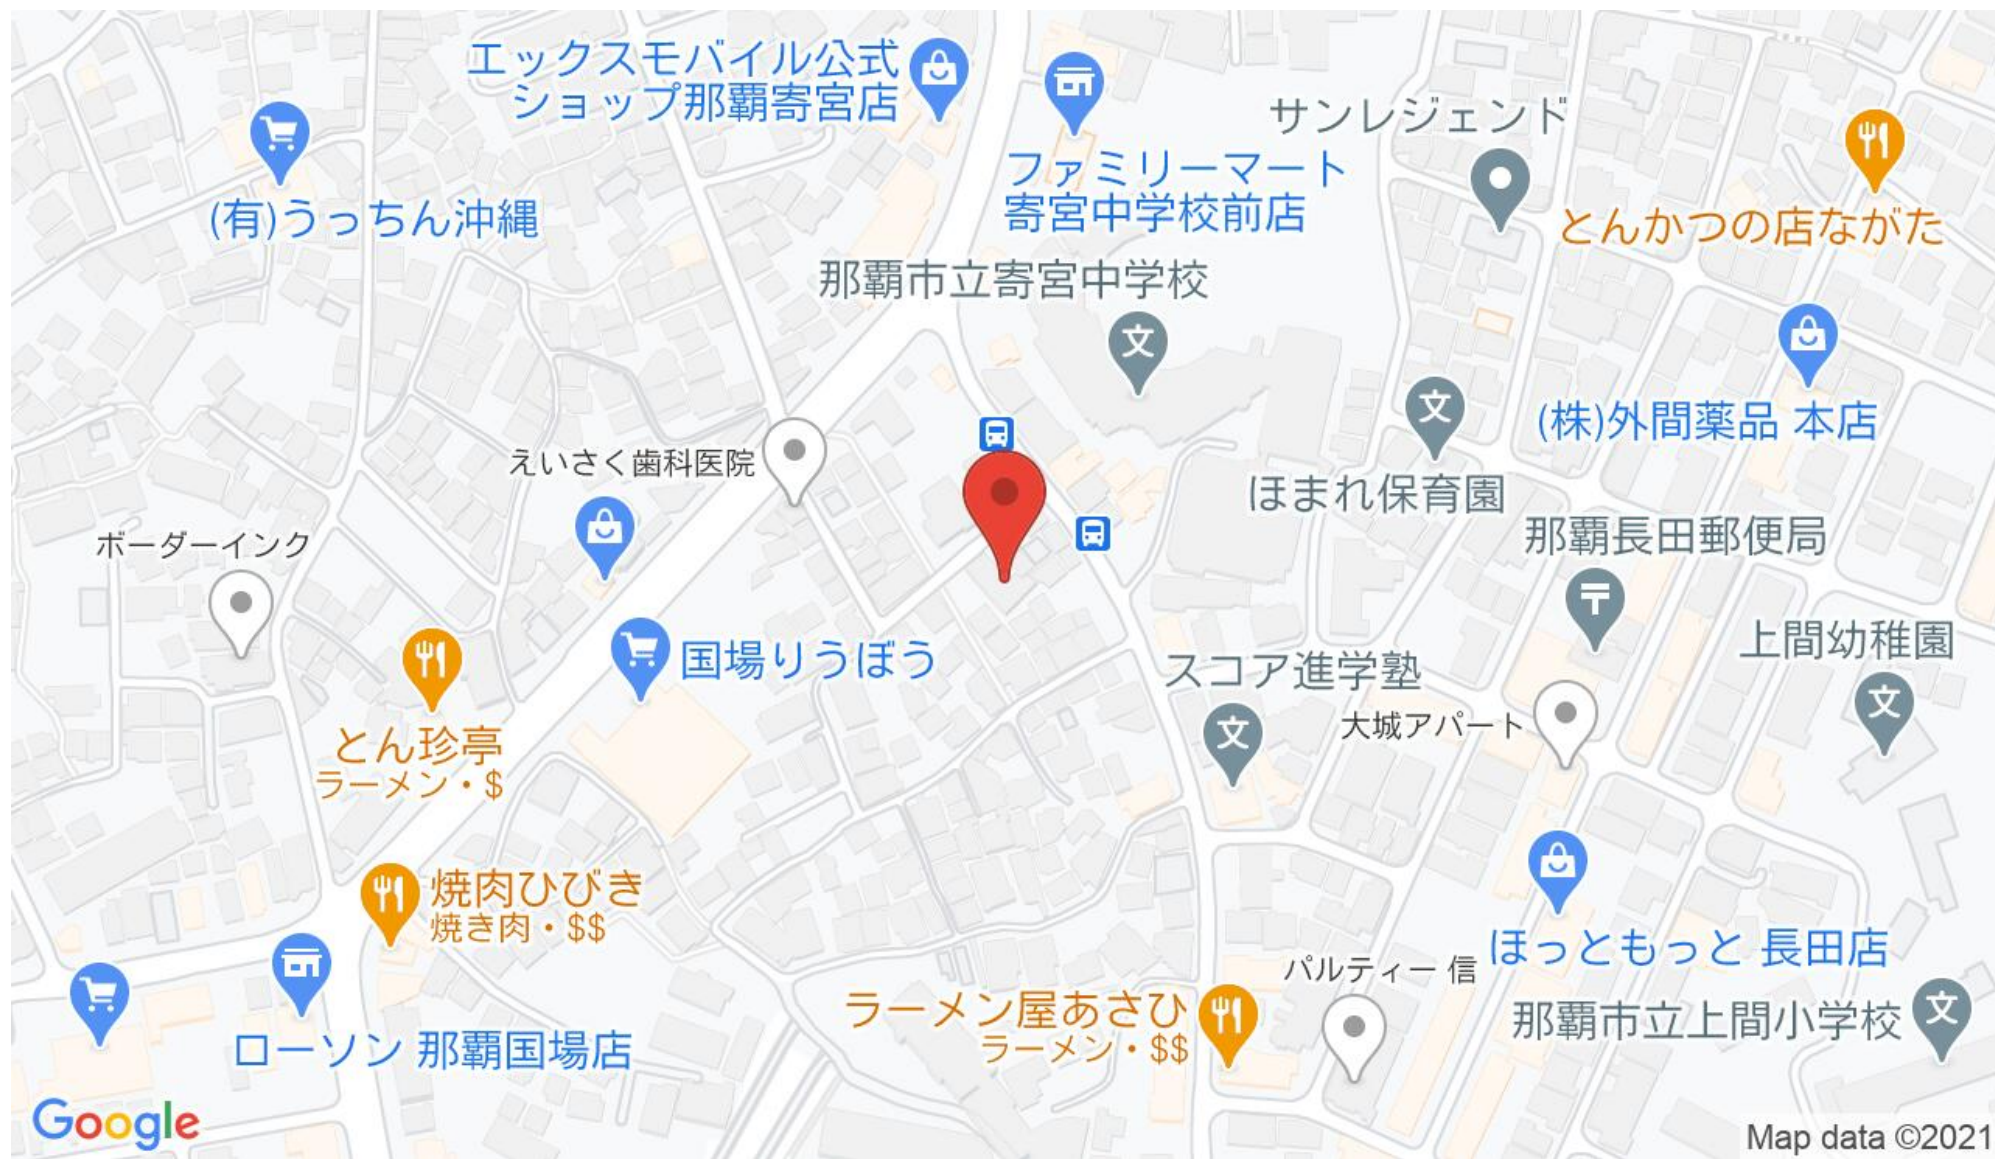 エックスモバイル公式
ショップ那覇寄宮店
サンレジェンド
ファミリーマート
寄宮中学校前店
(有)うっちん沖縄
とんかつの店ながた
那覇市立寄宮中学校
文
(株)外間薬品 本店
えいさく歯科医院
文
ほまれ保育園
ボーダーインク
那覇長田郵便局
〒
国場りうぼう
上間幼稚園
スコア進学塾
文
大城アパート
文
とん珍亭
ラーメン・$
焼肉ひびき
焼き肉・$$
ほっともっと 長田店
パルティー 信
ラーメン屋あさひ
ラーメン・$$
那覇市立上間小学校
文
ローソン 那覇国場店
Google
Map data ©2021